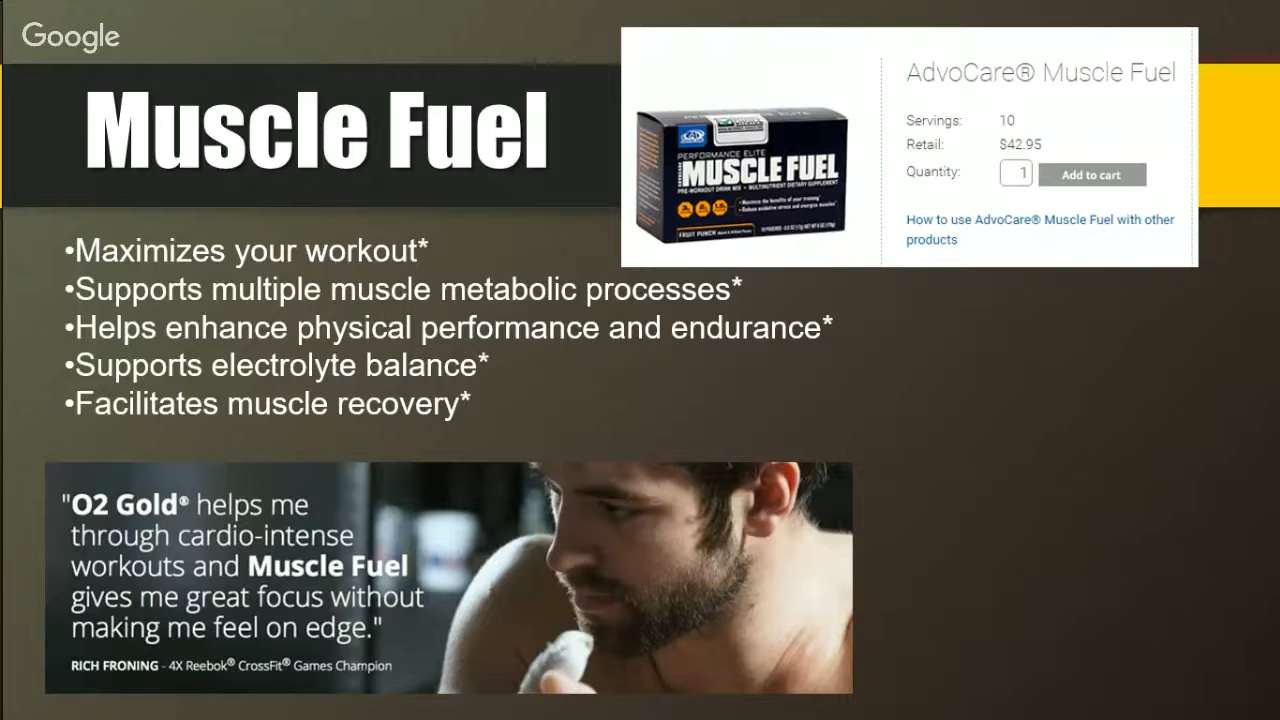 Google
Muscle Fuel
AdvoCare® Muscle Fuel
Servings: 10
Retail: $42.95
Quantity: 1 Add to cart
How to use AdvoCare® Muscle Fuel with other
products
PERFORMANCE ELITE
MUSCLE FUEL
PRE-WORKOUT DRINK MIX • MULTINUTRIENT DIETARY SUPPLEMENT
FRUIT PUNCH
•Maximizes your workout*
•Supports multiple muscle metabolic processes*
•Helps enhance physical performance and endurance*
•Supports electrolyte balance*
•Facilitates muscle recovery*
"O2 Gold® helps me
through cardio-intense
workouts and Muscle Fuel
gives me great focus without
making me feel on edge."
RICH FRONING - 4X Reebok® CrossFit® Games Champion